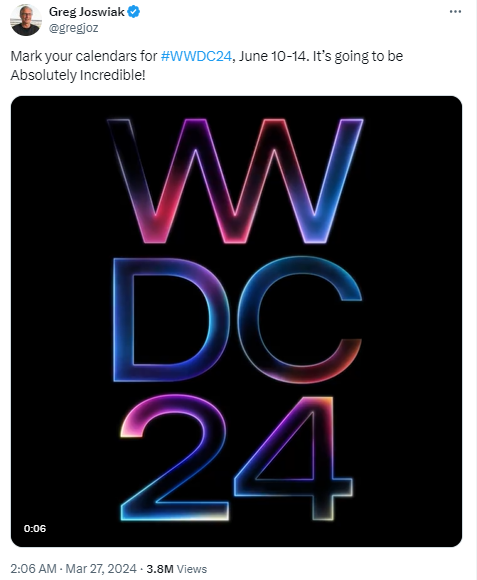 Greg Joswiak
@gregjoz
Mark your calendars for #WWDC24, June 10-14. It's going to be
Absolutely Incredible!
WW
DC
24
0:06
2:06 AM · Mar 27, 2024 · 3.8M Views